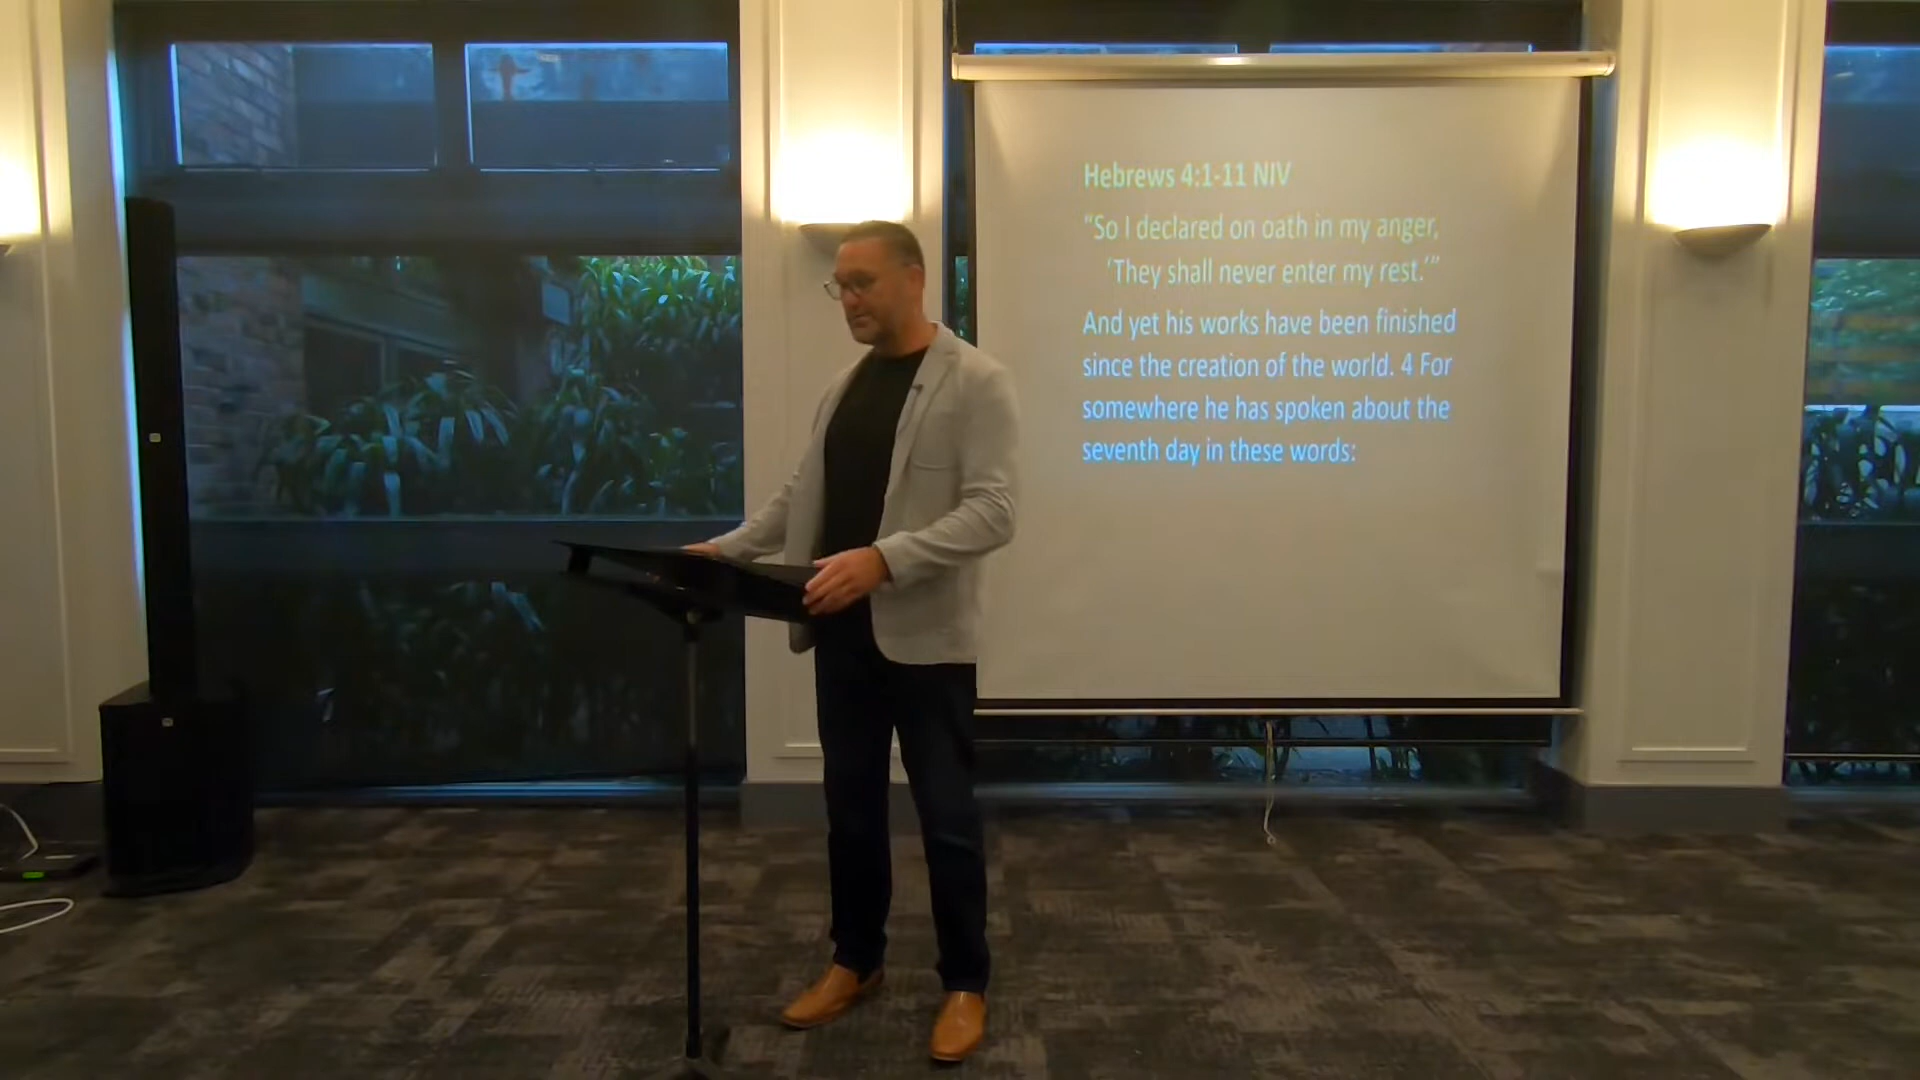 Hebrews 4:1-11 NIV
“So I declared on oath in my anger,
‘They shall never enter my rest.’”
And yet his works have been finished
since the creation of the world. 4 For
somewhere he has spoken about the
seventh day in these words: